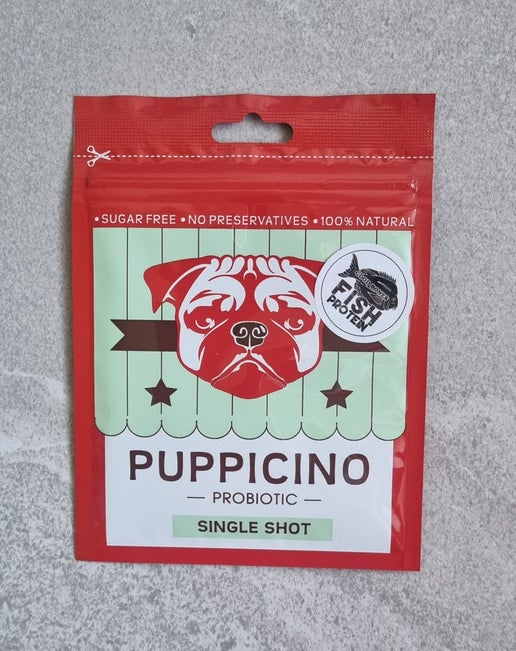 • SUGAR FREE • NO PRESERVATIVES • 100% NATURAL
FISH
PROTEIN
PUPPICINO
— PROBIOTIC —
SINGLE SHOT